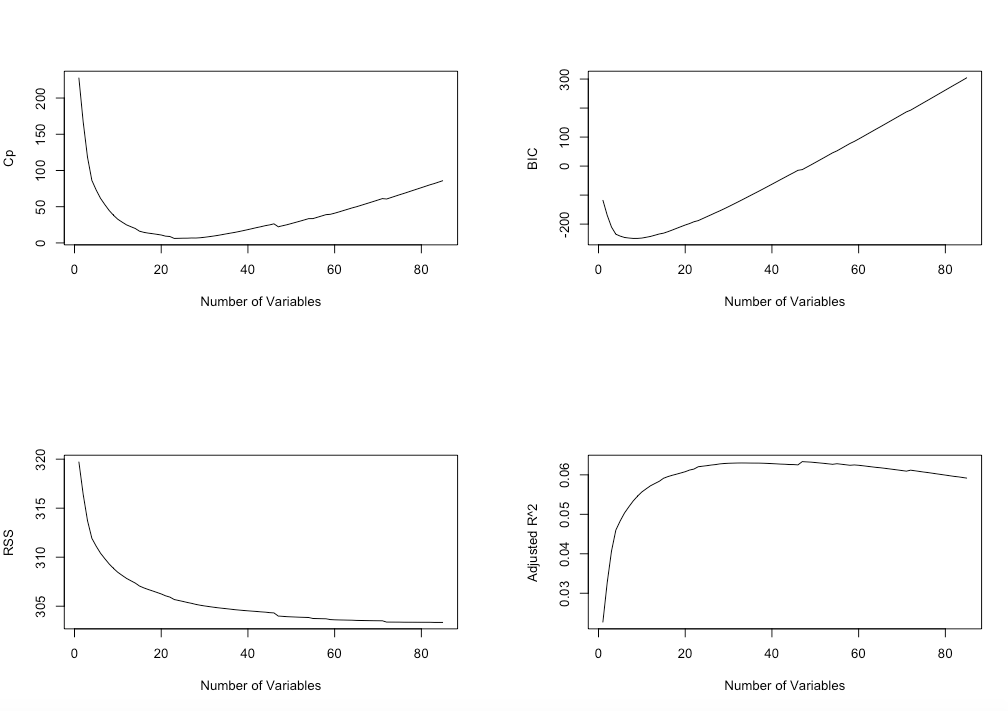 Cp
0 50 100 150 200
0 20 40 60 80
Number of Variables
BIC
-200 0 100 300
0 20 40 60 80
Number of Variables
RSS
305 310 315 320
0 20 40 60 80
Number of Variables
Adjusted R^2
0.03 0.04 0.05 0.06
0 20 40 60 80
Number of Variables